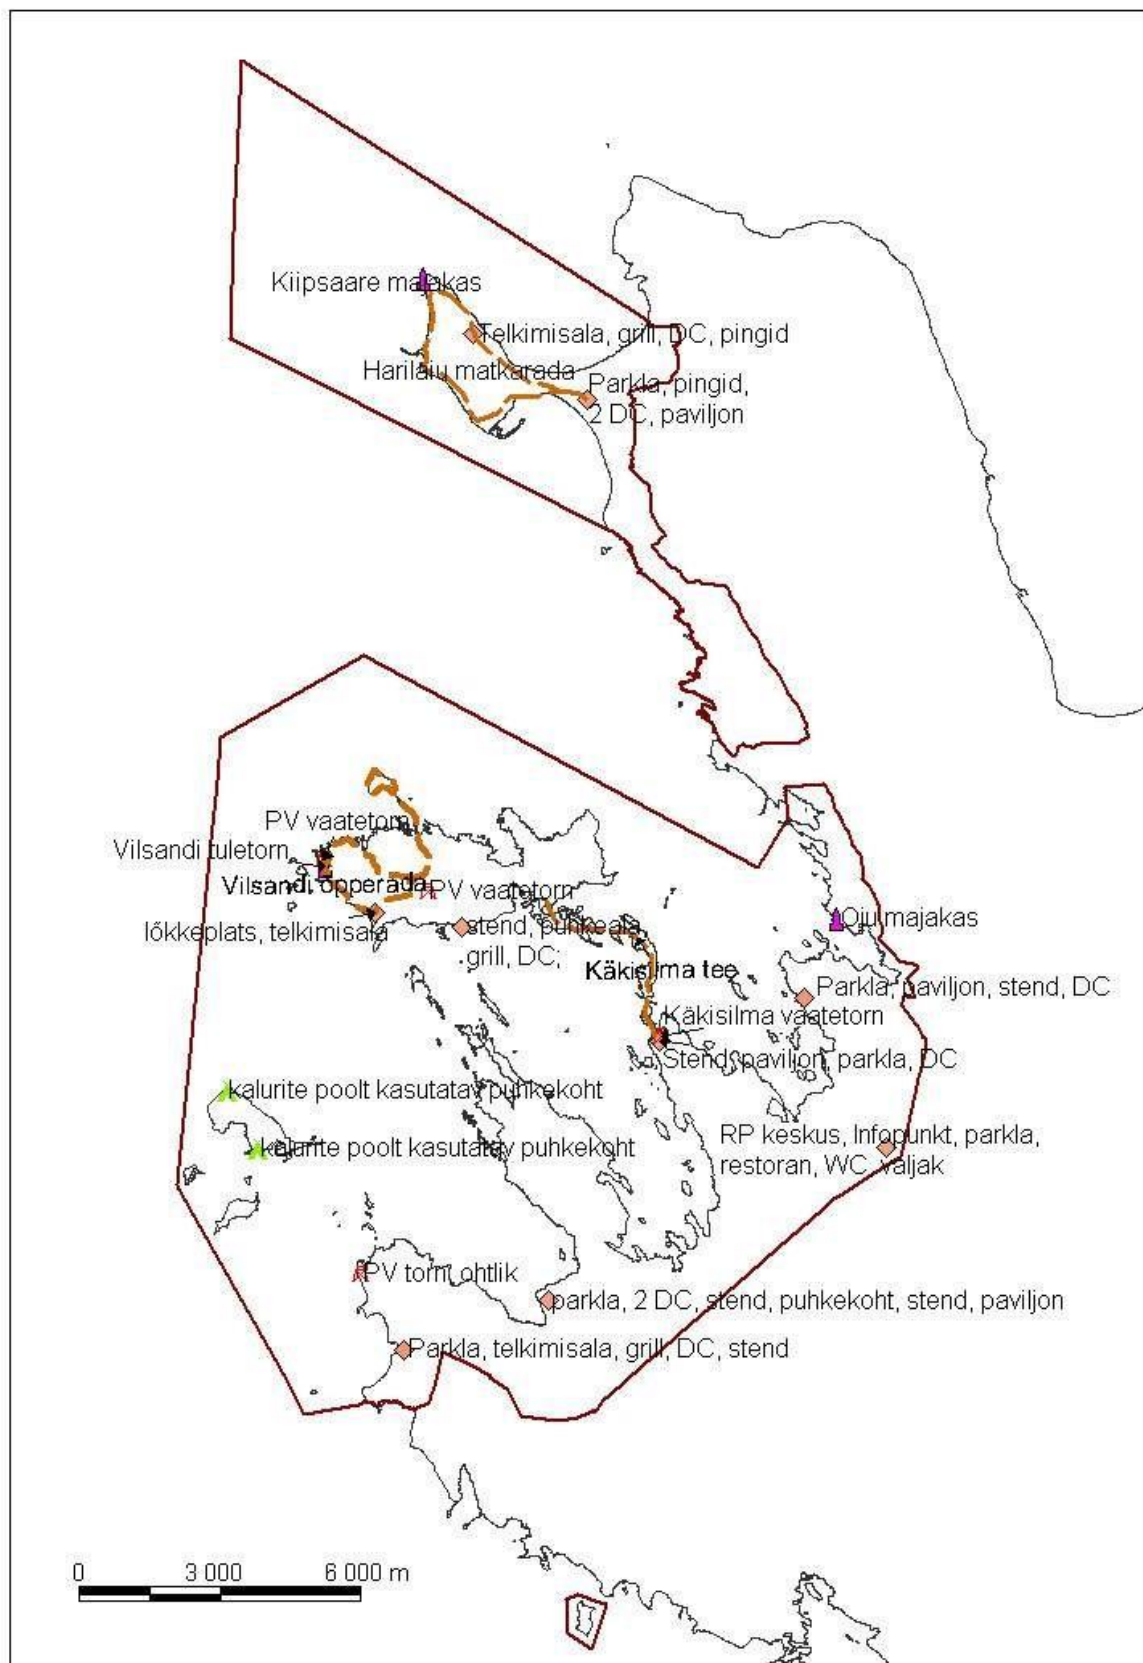 Kiipsaare majakas
Telkimisala, grill, DC, pingid
Harilaiu matkarada
Parkla, pingid,
2 DC, paviljon
PV vaatetorn
Vilsandi tuletorn
Vilsandi õpperada
PV vaatetorn
lõkkeplats, telkimisala
stend, puhkeala
grill, DC,
Käkisilma tee
Oju majakas
Parkla, paviljon, stend, DC
Käkisilma vaatetorn
Stend, paviljon, parkla, DC
kalurite poolt kasutatav puhkekoht
kalurite poolt kasutatav puhkekoht
RP keskus, Infopunkt, parkla,
restoran, WC, väljak
PV torn, ohtlik
parkla, 2 DC, stend, puhkekoht, stend, paviljon
Parkla, telkimisala, grill, DC, stend
0 3 000 6 000 m